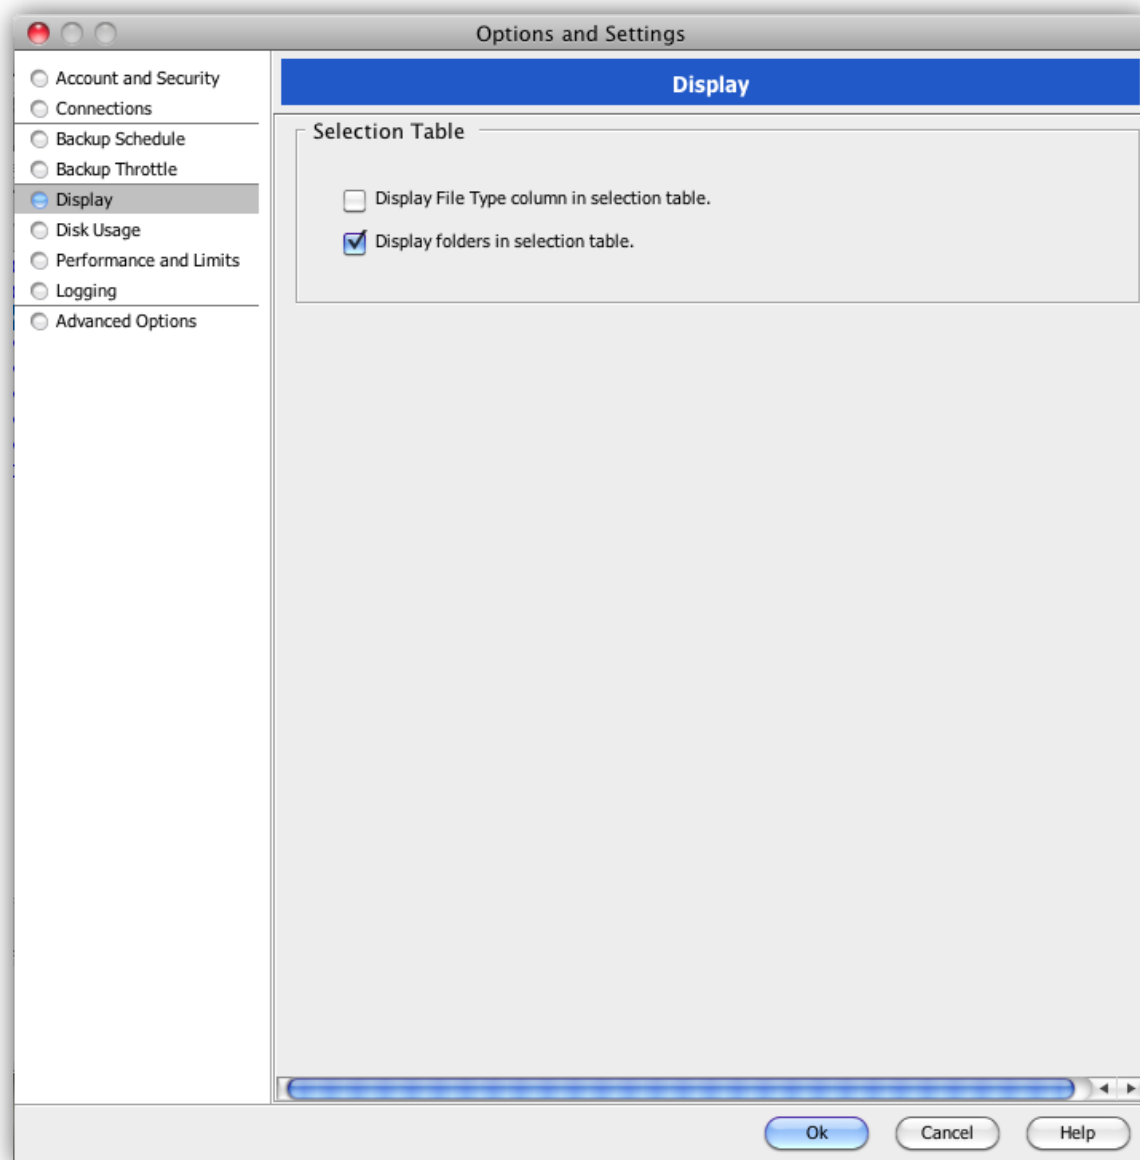 Options and Settings
Account and Security
Connections
Backup Schedule
Backup Throttle
Display
Disk Usage
Performance and Limits
Logging
Advanced Options
Display
Selection Table
Display File Type column in selection table.
Display folders in selection table.
Ok
Cancel
Help